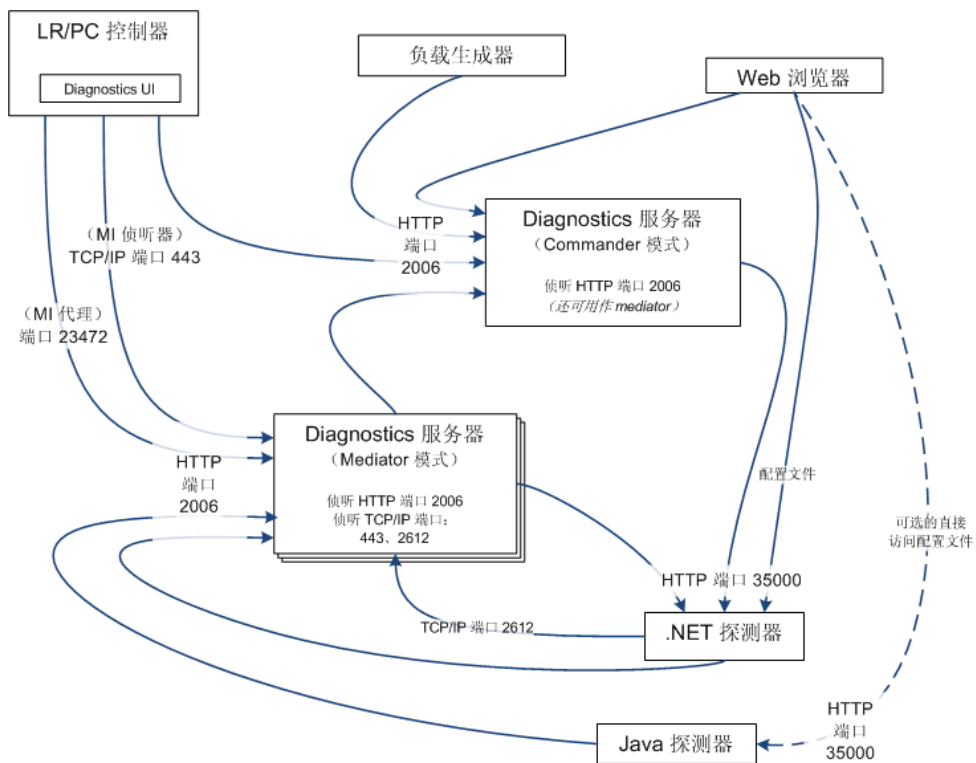 LR/PC 控制器
Diagnostics UI
负载生成器
Web 浏览器
（MI 侦听器）
TCP/IP 端口 443
（MI 代理）
端口 23472
HTTP
端口
2006
Diagnostics 服务器
（Commander 模式）
侦听 HTTP 端口 2006
（还可用作 mediator）
Diagnostics 服务器
（Mediator 模式）
侦听 HTTP 端口 2006
侦听 TCP/IP 端口：
443、2612
HTTP
端口
2006
配置文件
可选的直接
访问配置文件
HTTP 端口 35000
TCP/IP 端口 2612
.NET 探测器
Java 探测器
HTTP
端口
35000